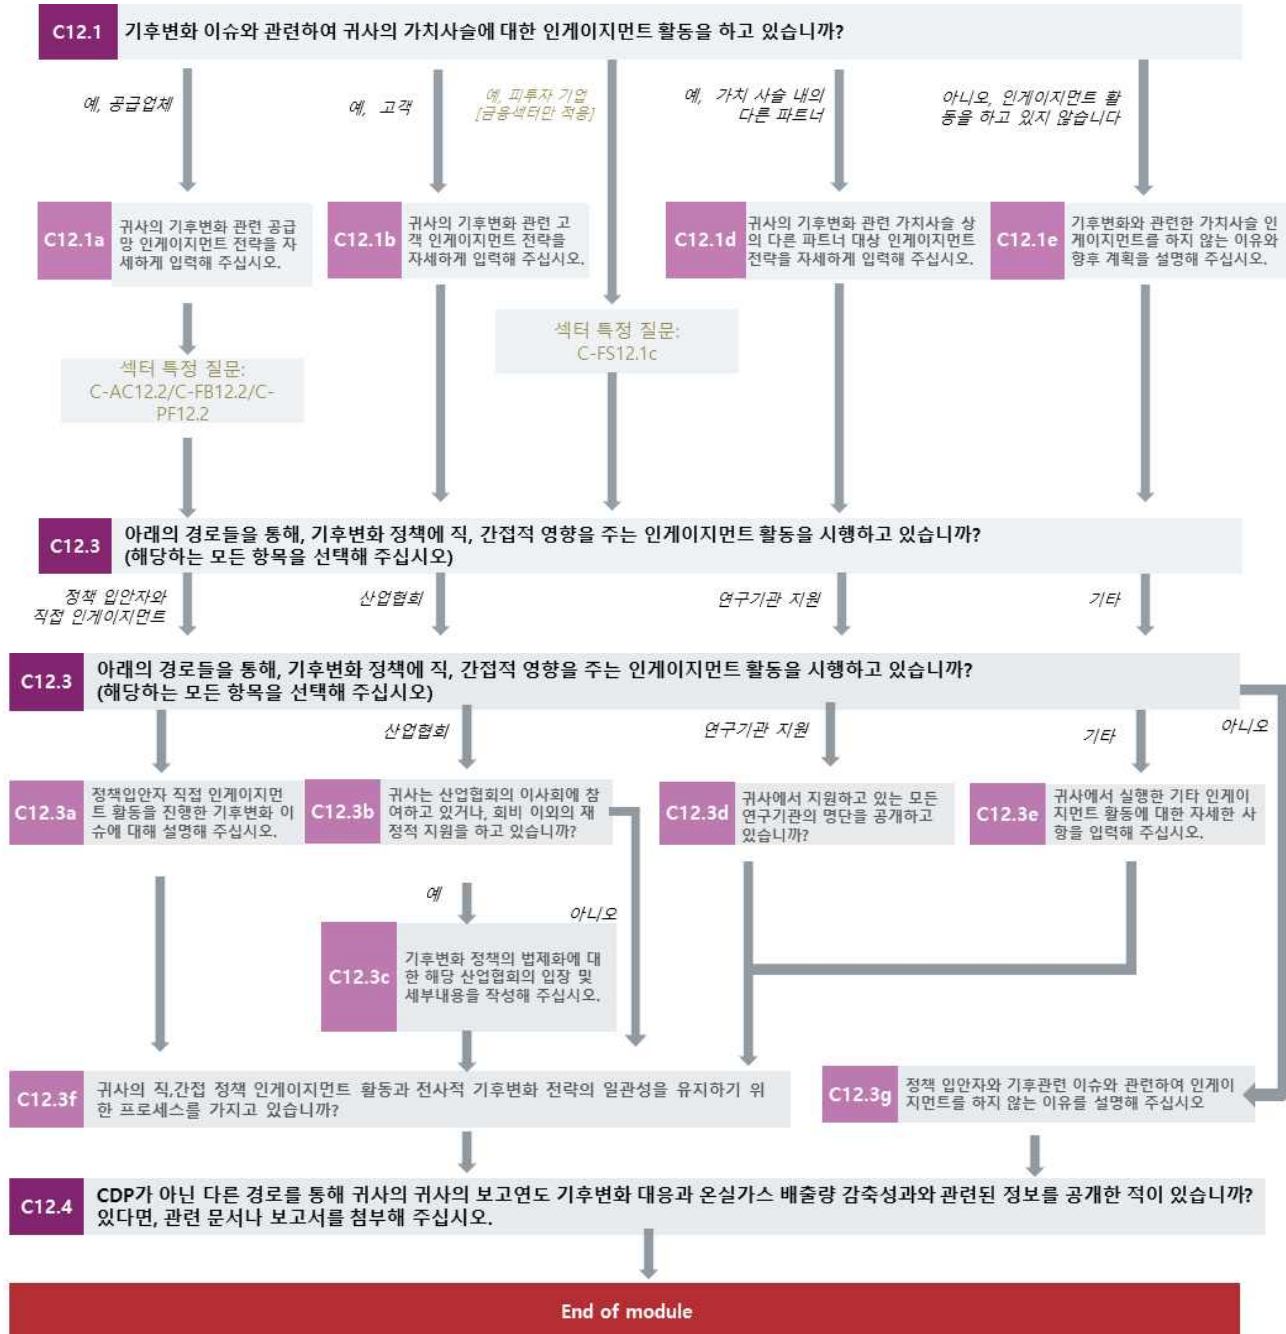 C12.1
기후변화 이슈와 관련하여 귀사의 가치사슬에 대한 인게이지먼트 활동을 하고 있습니까?
예, 공급업체
예, 고객
예, 피투자 기업
[금융섹터만 적용]
예, 가치 사슬 내의
다른 파트너
아니오, 인게이지먼트 활
동을 하고 있지 않습니다
C12.1a
귀사의 기후변화 관련 공급
망 인게이지먼트 전략을 자
세하게 입력해 주십시오.
C12.1b
귀사의 기후변화 관련 고
객 인게이지먼트 전략을
자세하게 입력해 주십시오.
C12.1d
귀사의 기후변화 관련 가치사슬 상
의 다른 파트너 대상 인게이지먼트
전략을 자세하게 입력해 주십시오.
C12.1e
기후변화와 관련한 가치사슬 인
게이지먼트를 하지 않는 이유와
향후 계획을 설명해 주십시오.
섹터 특정 질문:
C-AC12.2/C-FB12.2/C-
PF12.2
섹터 특정 질문:
C-FS12.1c
C12.3
아래의 경로들을 통해, 기후변화 정책에 직, 간접적 영향을 주는 인게이지먼트 활동을 시행하고 있습니까?
(해당하는 모든 항목을 선택해 주십시오)
정책 입안자와
직접 인게이지먼트
산업협회
연구기관 지원
기타
C12.3
아래의 경로들을 통해, 기후변화 정책에 직, 간접적 영향을 주는 인게이지먼트 활동을 시행하고 있습니까?
(해당하는 모든 항목을 선택해 주십시오)
산업협회
연구기관 지원
기타
아니오
C12.3a
정책입안자 직접 인게이지먼
트 활동을 진행한 기후변화 이
슈에 대해 설명해 주십시오.
C12.3b
귀사는 산업협회의 이사회에 참
여하고 있거나, 회비 이외의 재
정적 지원을 하고 있습니까?
C12.3d
귀사에서 지원하고 있는 모든
연구기관의 명단을 공개하고
있습니까?
C12.3e
귀사에서 실행한 기타 인게이
지먼트 활동에 대한 자세한 사
항을 입력해 주십시오.
예
아니오
C12.3c
기후변화 정책의 법제화에 대
한 해당 산업협회의 입장 및
세부내용을 작성해 주십시오.
C12.3f
귀사의 직,간접 정책 인게이지먼트 활동과 전사적 기후변화 전략의 일관성을 유지하기 위
한 프로세스를 가지고 있습니까?
C12.3g
정책 입안자와 기후관련 이슈와 관련하여 인게이
지먼트를 하지 않는 이유를 설명해 주십시오
C12.4
CDP가 아닌 다른 경로를 통해 귀사의 귀사의 보고연도 기후변화 대응과 온실가스 배출량 감축성과와 관련된 정보를 공개한 적이 있습니까?
있다면, 관련 문서나 보고서를 첨부해 주십시오.
End of module